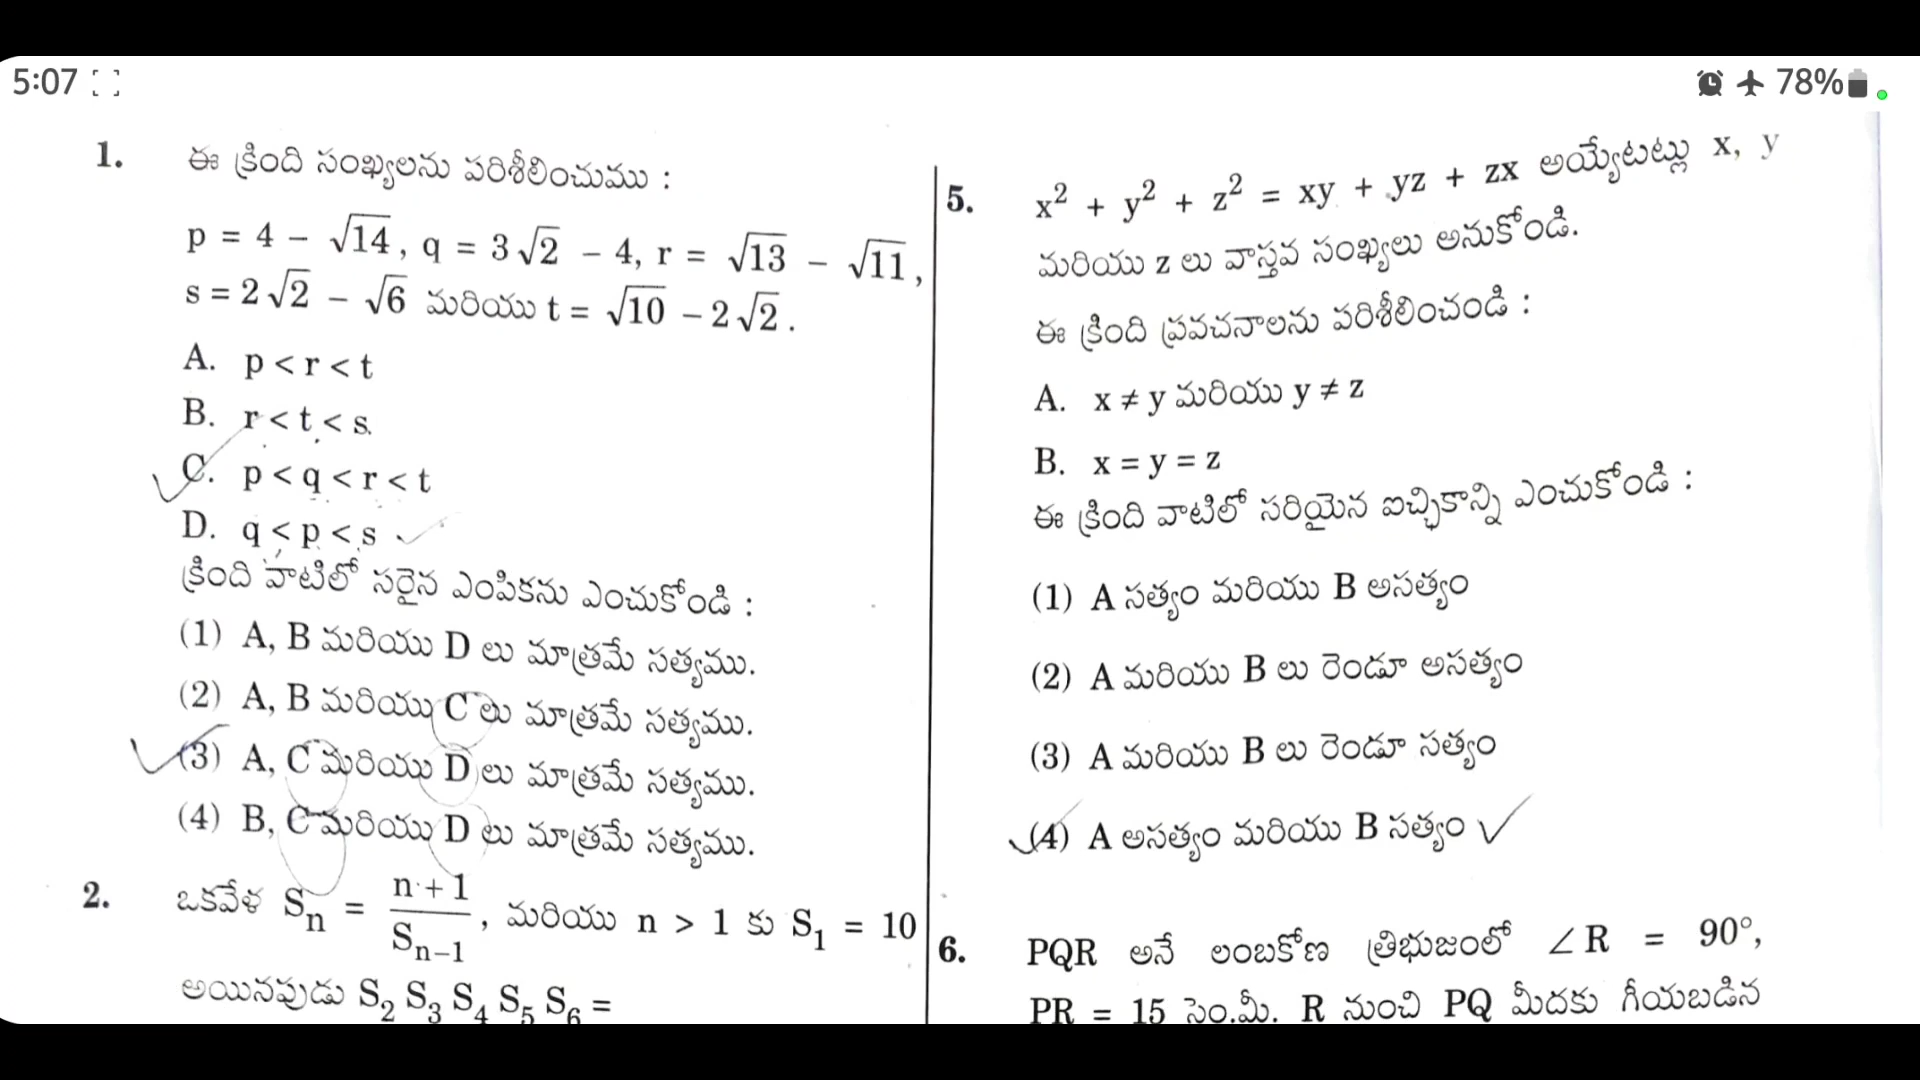 5:07
78%
1. ఈ క్రింది సంఖ్యలను పరిశీలించుము :
p = 4 – √14, q = 3√2 – 4, r = √13 – √11,
s = 2√2 – √6 మరియు t = √10 – 2√2.
A. p < r < t
B. r < t < s
C. p < q < r < t
D. q < p < s
క్రింది వాటిలో సరైన ఎంపికను ఎంచుకోండి :
(1) A, B మరియు D లు మాత్రమే సత్యము.
(2) A, B మరియు C లు మాత్రమే సత్యము.
(3) A, C మరియు D లు మాత్రమే సత్యము.
(4) B, C మరియు D లు మాత్రమే సత్యము.
2. ఒకవేళ Sₙ = (n + 1)/Sₙ₋₁, మరియు n > 1 కు S₁ = 10
అయినపుడు S₂ S₃ S₄ S₅ S₆ =
5. x² + y² + z² = xy + yz + zx అయ్యేటట్లు x, y
మరియు z లు వాస్తవ సంఖ్యలు అనుకోండి.
ఈ క్రింది ప్రవచనాలను పరిశీలించండి :
A. x ≠ y మరియు y ≠ z
B. x = y = z
ఈ క్రింది వాటిలో సరియైన ఐచ్ఛికాన్ని ఎంచుకోండి :
(1) A సత్యం మరియు B అసత్యం
(2) A మరియు B లు రెండూ అసత్యం
(3) A మరియు B లు రెండూ సత్యం
(4) A అసత్యం మరియు B సత్యం
6. PQR అనే లంబకోణ త్రిభుజంలో ∠R = 90°,
PR = 15 సెం.మీ. R నుంచి PQ మీదకు గీయబడిన